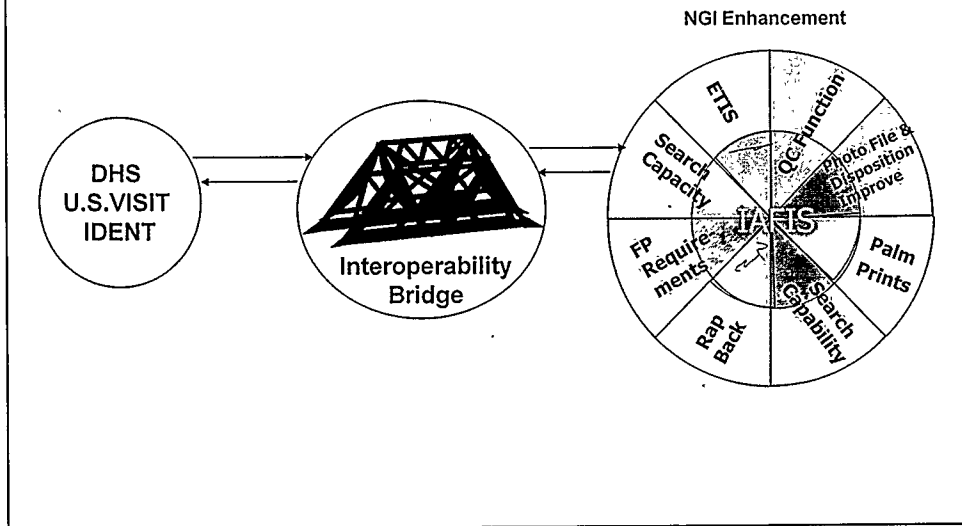 NGI Enhancement
DHS
U.S.VISIT
IDENT
Interoperability
Bridge
ETIS
QC Function
Photo File &
Disposition
Improve
Palm
Prints
Search
Capability
Rap
Back
FP
Require
ments
Search
Capacity
IAFIS